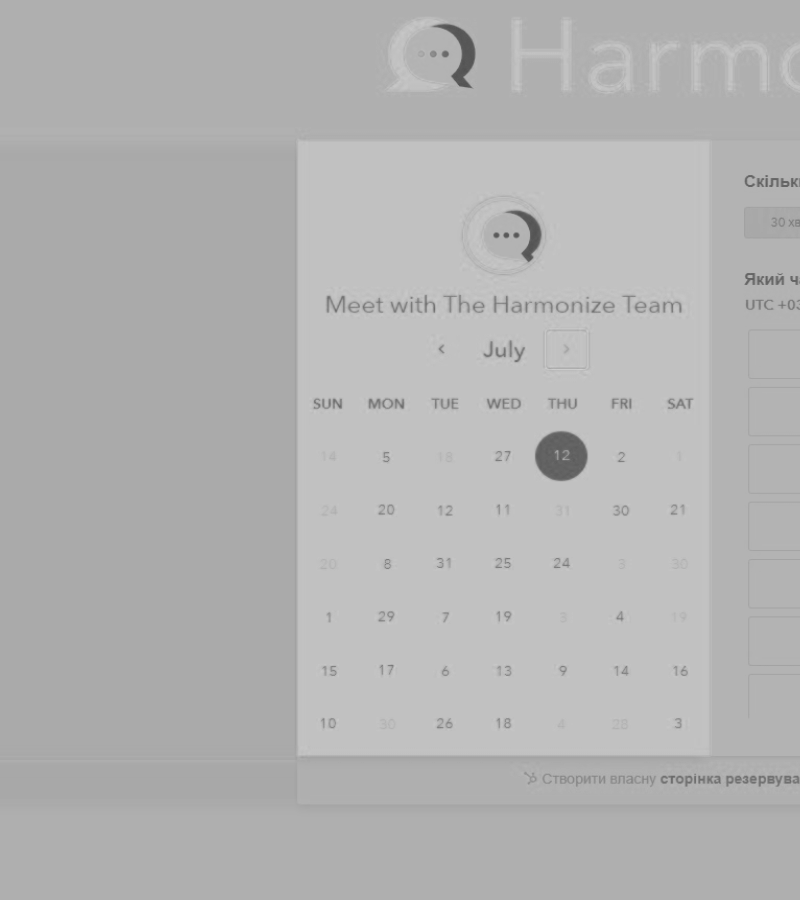 Harmo
Meet with The Harmonize Team
‹ July ›
SUN MON TUE WED THU FRI SAT
14 5 18 27 12 2 1
24 20 12 11 31 30 21
20 8 31 25 24 3 30
1 29 7 19 3 4 19
15 17 6 13 9 14 16
10 30 26 18 4 28 3
Скільки
30 хв
Який ча
UTC +03
Створити власну сторінка резервува